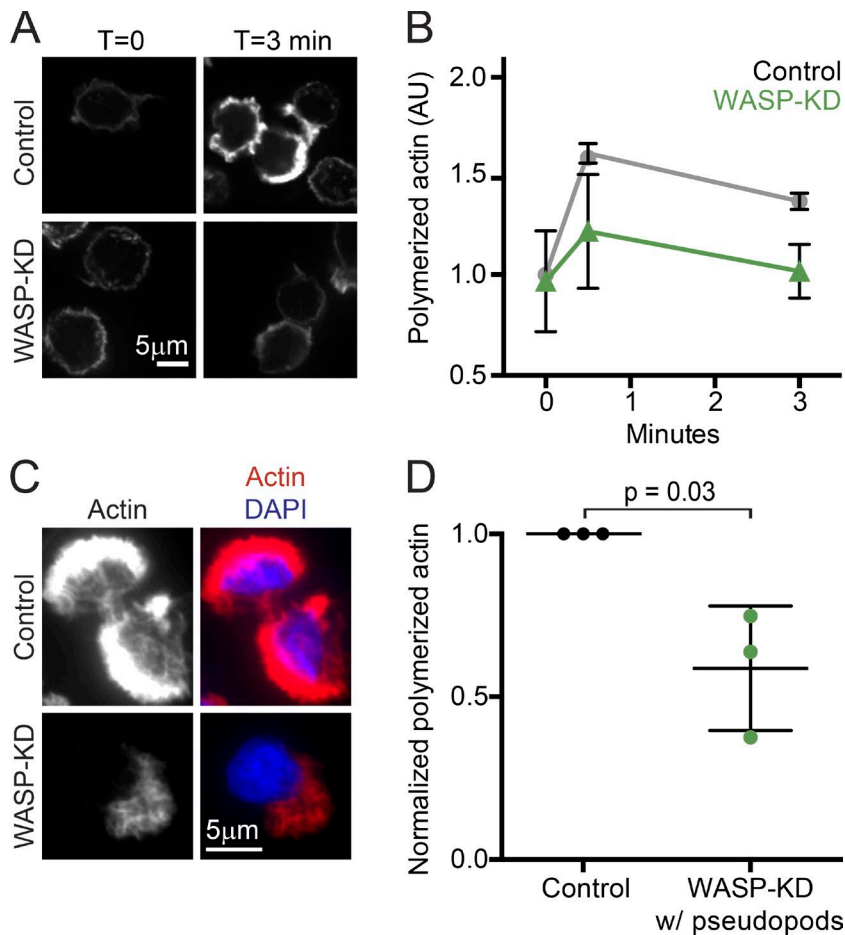 A
T=0
T=3 min
Control
WASP-KD
5μm
B
Polymerized actin (AU)
2.0
1.5
1.0
0.5
Control
WASP-KD
0
1
2
3
Minutes
C
Actin
Actin
DAPI
Control
WASP-KD
5μm
D
p = 0.03
Normalized polymerized actin
1.0
0.5
0.0
Control
WASP-KD
w/ pseudopods